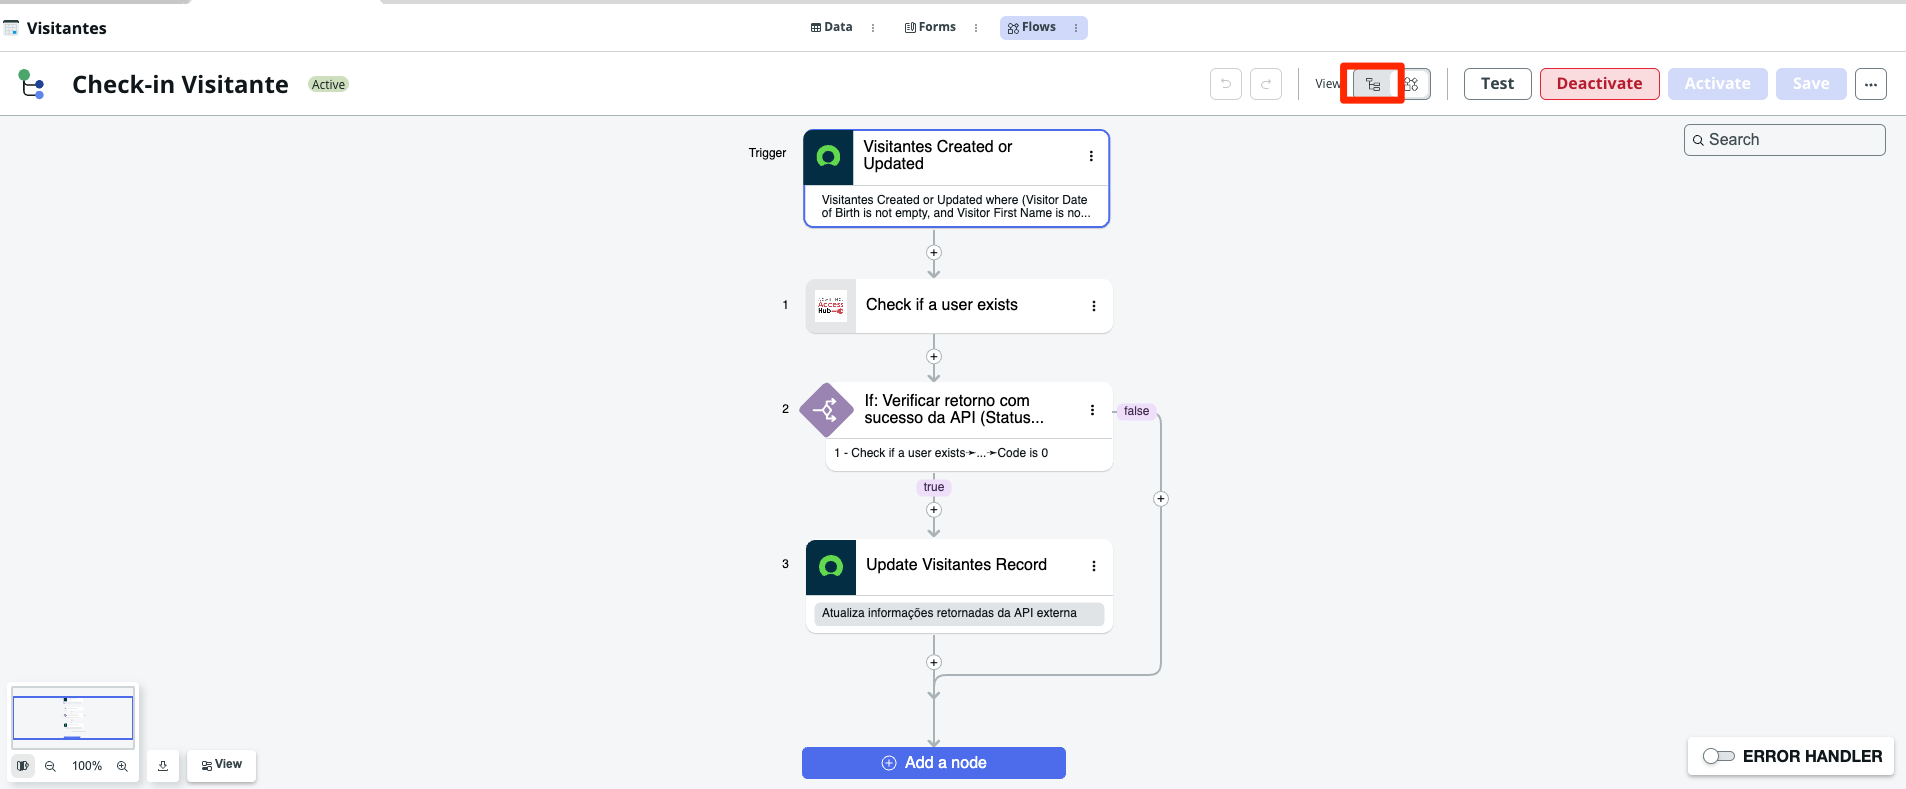 Visitantes
Data
Forms
Flows
Check-in Visitante
Active
View
Test
Deactivate
Activate
Save
Search
Trigger
Visitantes Created or
Updated
Visitantes Created or Updated where (Visitor Date
of Birth is not empty, and Visitor First Name is no...
1
Access
Hub
Check if a user exists
2
If: Verificar retorno com
sucesso da API (Status...
false
1 - Check if a user exists➛...➛Code is 0
true
3
Update Visitantes Record
Atualiza informações retornadas da API externa
Add a node
100%
View
ERROR HANDLER